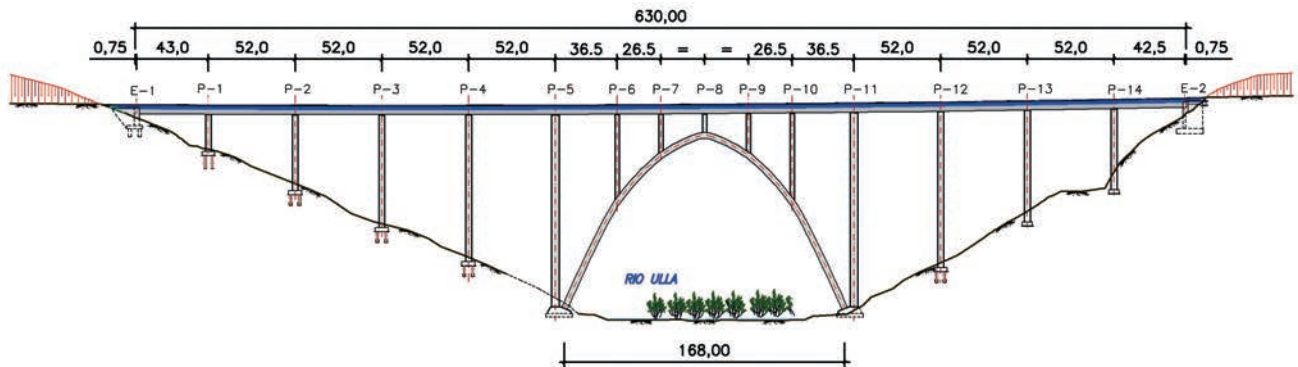 630,00
0,75 43,0 52,0 52,0 52,0 52,0 36.5 26.5 = = 26.5 36.5 52,0 52,0 52,0 42.5 0,75
E-1 P-1 P-2 P-3 P-4 P-5 P-6 P-7 P-8 P-9 P-10 P-11 P-12 P-13 P-14 E-2
RIO ULLA
168,00